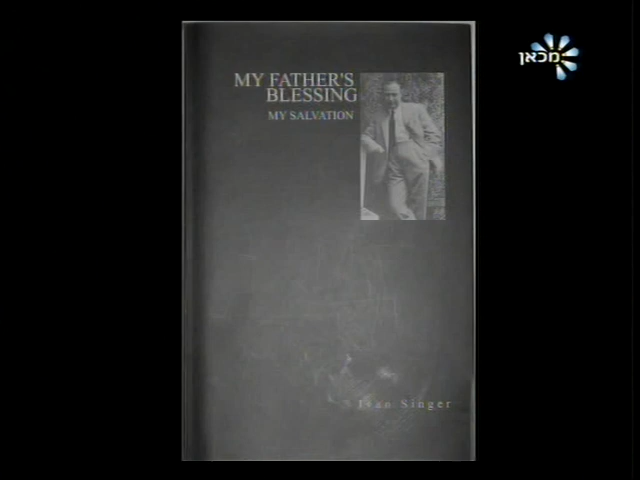 MY FATHER'S
BLESSING
MY SALVATION
Ivan Singer
מכאן